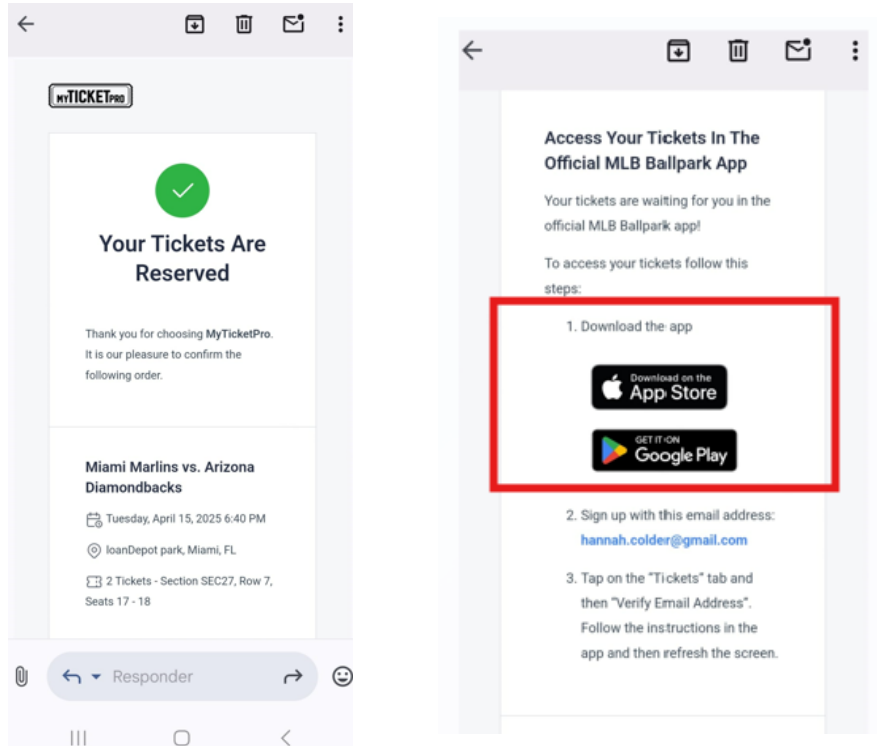 MYTICKETPRO
Your Tickets Are
Reserved
Thank you for choosing MyTicketPro.
It is our pleasure to confirm the
following order.
Miami Marlins vs. Arizona
Diamondbacks
Tuesday, April 15, 2025 6:40 PM
loanDepot park, Miami, FL
2 Tickets - Section SEC27, Row 7,
Seats 17 - 18
Responder
Access Your Tickets In The
Official MLB Ballpark App
Your tickets are waiting for you in the
official MLB Ballpark app!
To access your tickets follow this
steps:
1. Download the app
Download on the
App Store
GET IT ON
Google Play
2. Sign up with this email address:
hannah.colder@gmail.com
3. Tap on the "Tickets" tab and
then "Verify Email Address".
Follow the instructions in the
app and then refresh the screen.